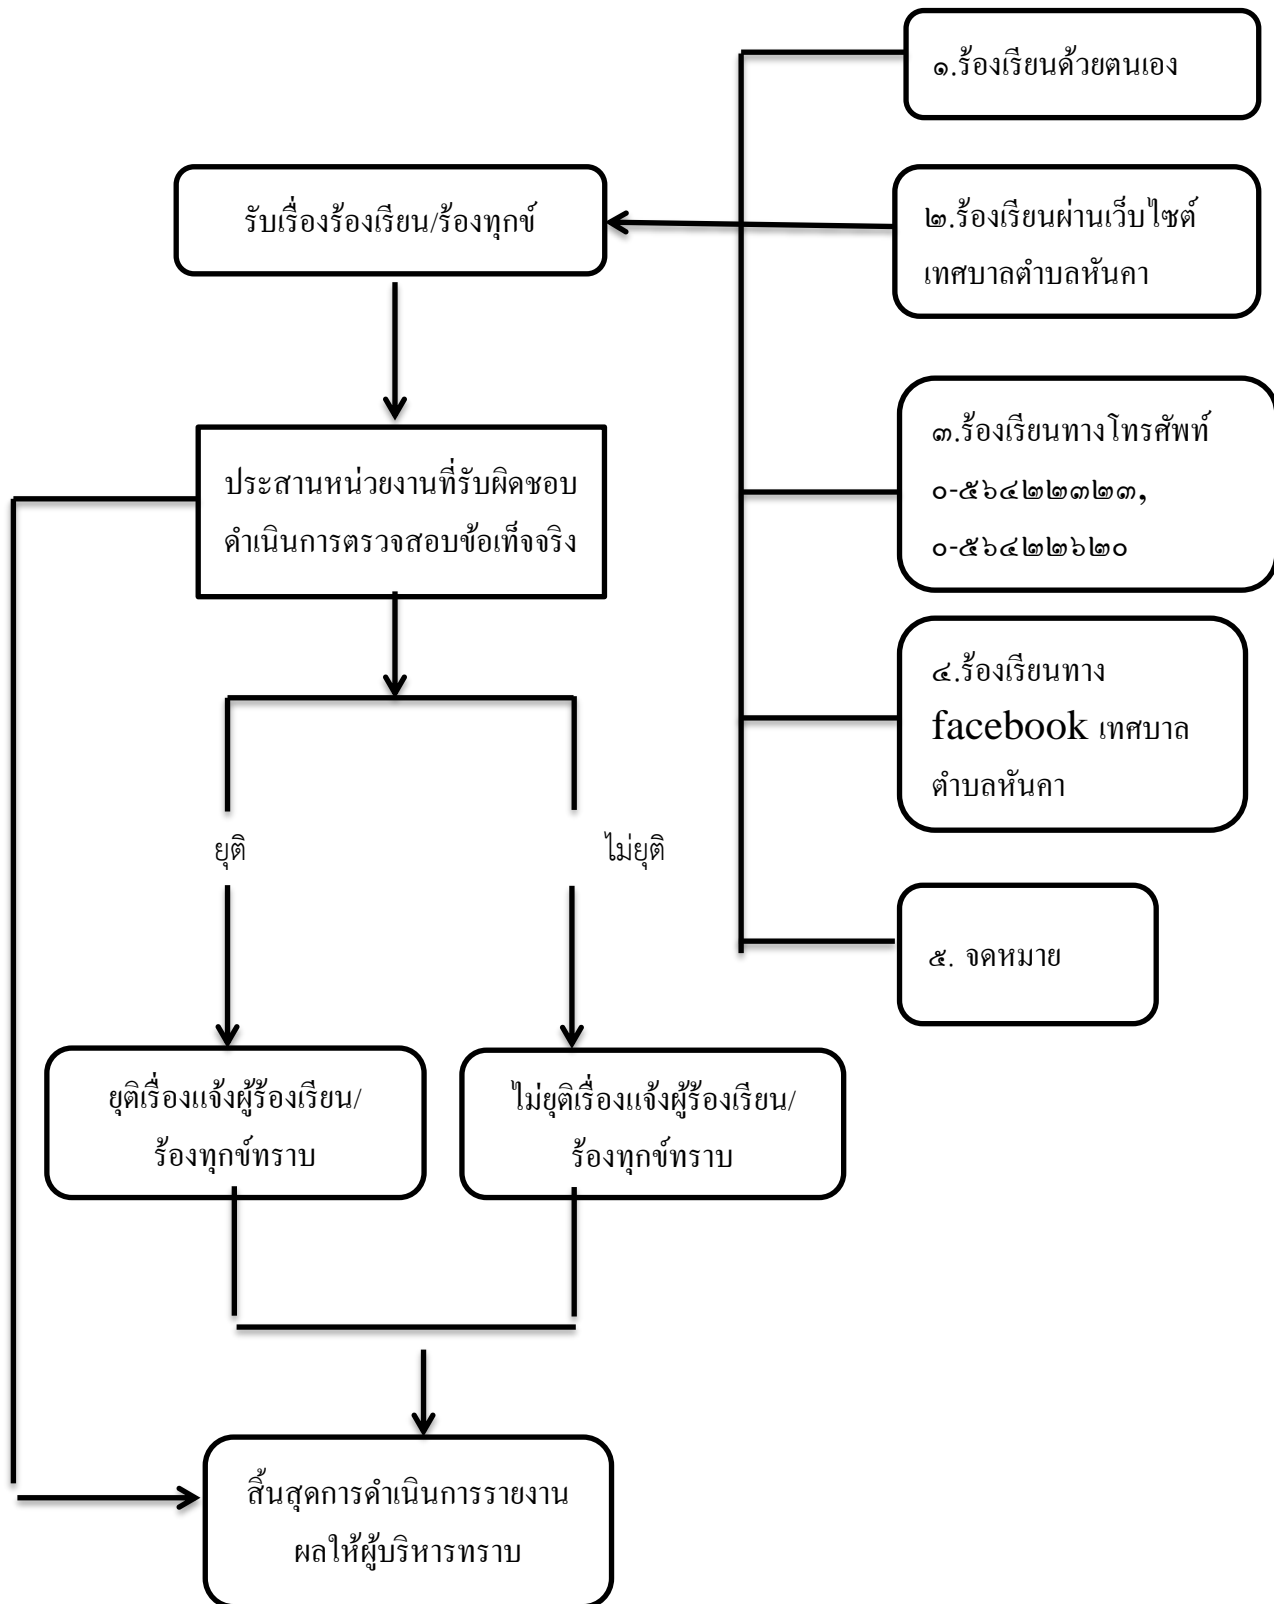 ๑.ร้องเรียนด้วยตนเอง
รับเรื่องร้องเรียน/ร้องทุกข์
๒.ร้องเรียนผ่านเว็บไซต์
เทศบาลตำบลหันคา
๓.ร้องเรียนทางโทรศัพท์
๐-๕๖๔๒๒๓๒๓,
๐-๕๖๔๒๒๖๒๐
ประสานหน่วยงานที่รับผิดชอบ
ดำเนินการตรวจสอบข้อเท็จจริง
๔.ร้องเรียนทาง
facebook เทศบาล
ตำบลหันคา
ยุติ
ไม่ยุติ
๕. จดหมาย
ยุติเรื่องแจ้งผู้ร้องเรียน/
ร้องทุกข์ทราบ
ไม่ยุติเรื่องแจ้งผู้ร้องเรียน/
ร้องทุกข์ทราบ
สิ้นสุดการดำเนินการรายงาน
ผลให้ผู้บริหารทราบ